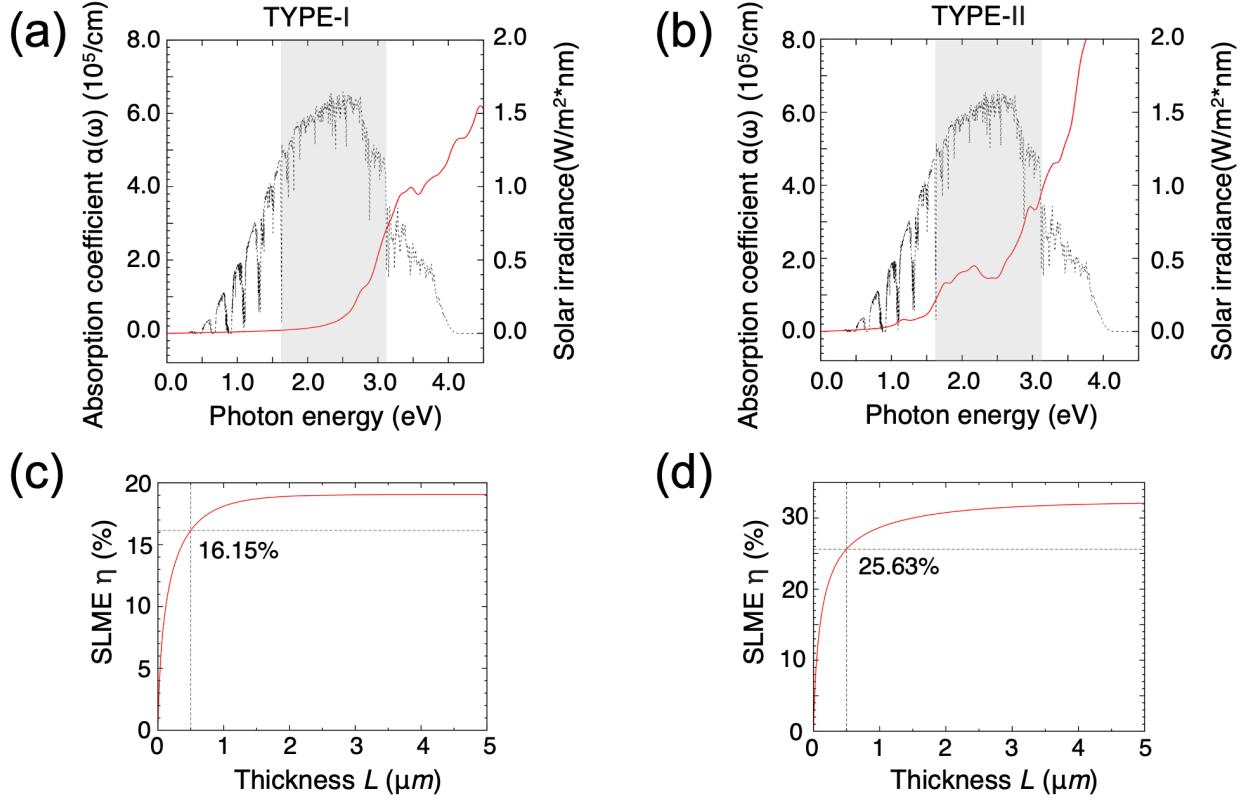 (a)
TYPE-I
Absorption coefficient α(ω) (10⁵/cm)
8.0
6.0
4.0
2.0
0.0
2.0
1.5
1.0
0.5
0.0
Solar irradiance(W/m²*nm)
0.0 1.0 2.0 3.0 4.0
Photon energy (eV)
(b)
TYPE-II
Absorption coefficient α(ω) (10⁵/cm)
8.0
6.0
4.0
2.0
0.0
2.0
1.5
1.0
0.5
0.0
Solar irradiance(W/m²*nm)
0.0 1.0 2.0 3.0 4.0
Photon energy (eV)
(c)
SLME η (%)
20
15
10
5
0
16.15%
0 1 2 3 4 5
Thickness L (μm)
(d)
SLME η (%)
30
20
10
0
25.63%
0 1 2 3 4 5
Thickness L (μm)